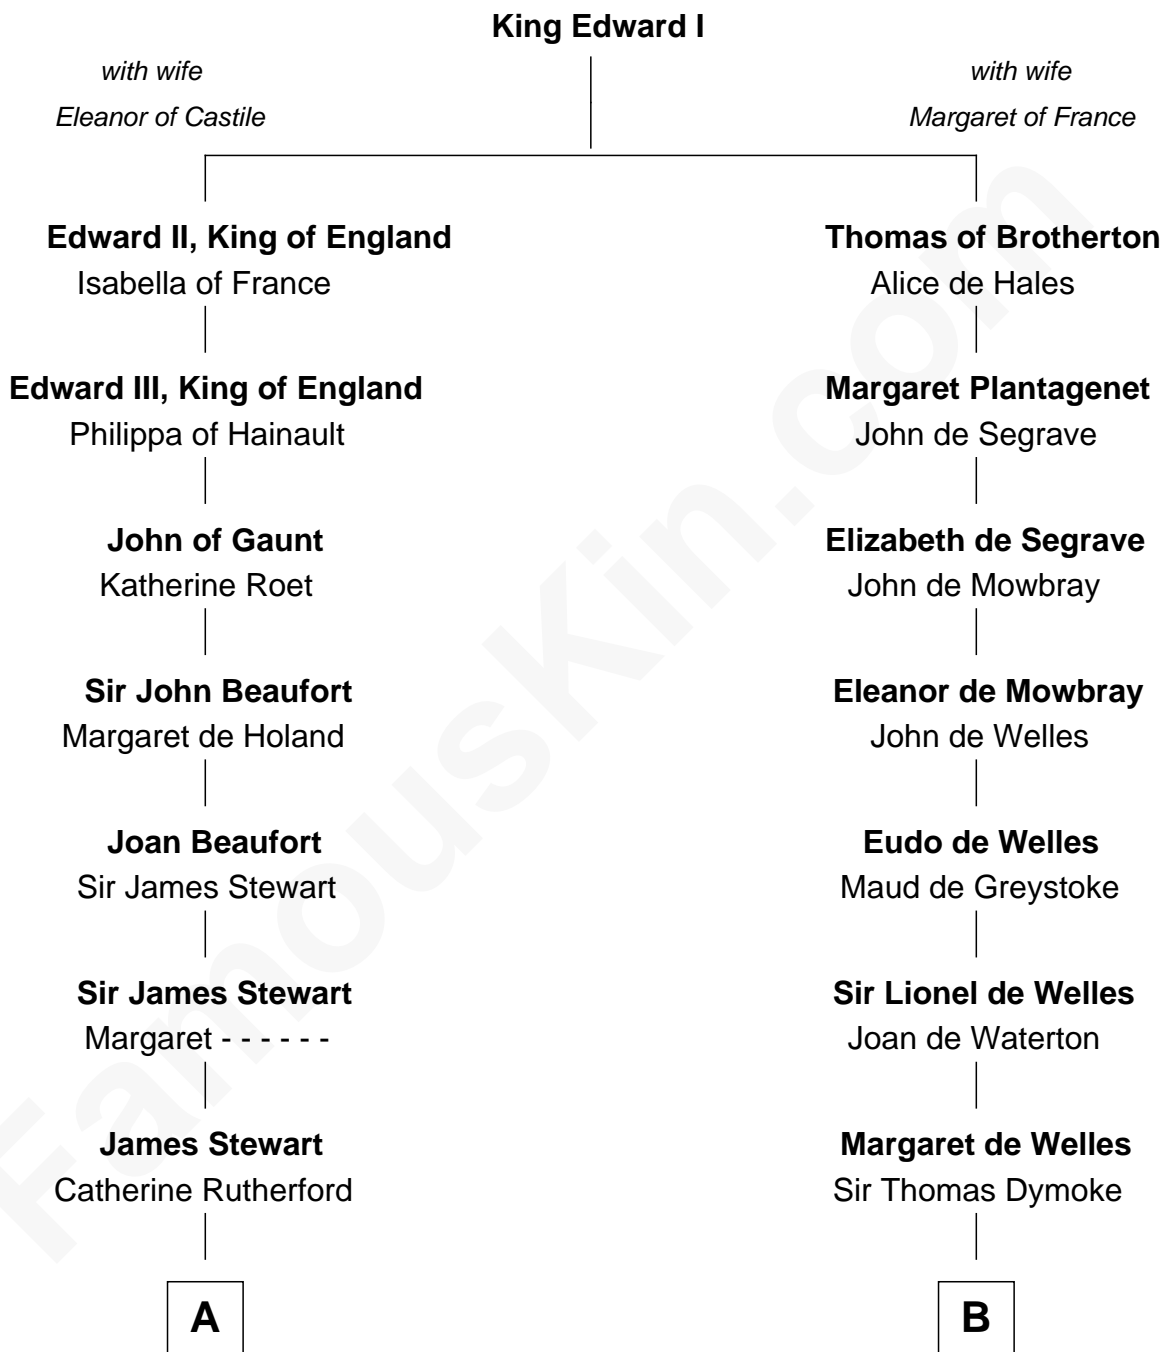 King Edward I
with wife
Eleanor of Castile
with wife
Margaret of France
Edward II, King of England
Isabella of France
Thomas of Brotherton
Alice de Hales
Edward III, King of England
Philippa of Hainault
Margaret Plantagenet
John de Segrave
John of Gaunt
Katherine Roet
Elizabeth de Segrave
John de Mowbray
Sir John Beaufort
Margaret de Holand
Eleanor de Mowbray
John de Welles
Joan Beaufort
Sir James Stewart
Eudo de Welles
Maud de Greystoke
Sir James Stewart
Margaret - - - - - -
Sir Lionel de Welles
Joan de Waterton
James Stewart
Catherine Rutherford
Margaret de Welles
Sir Thomas Dymoke
A
B
FamousKin.com